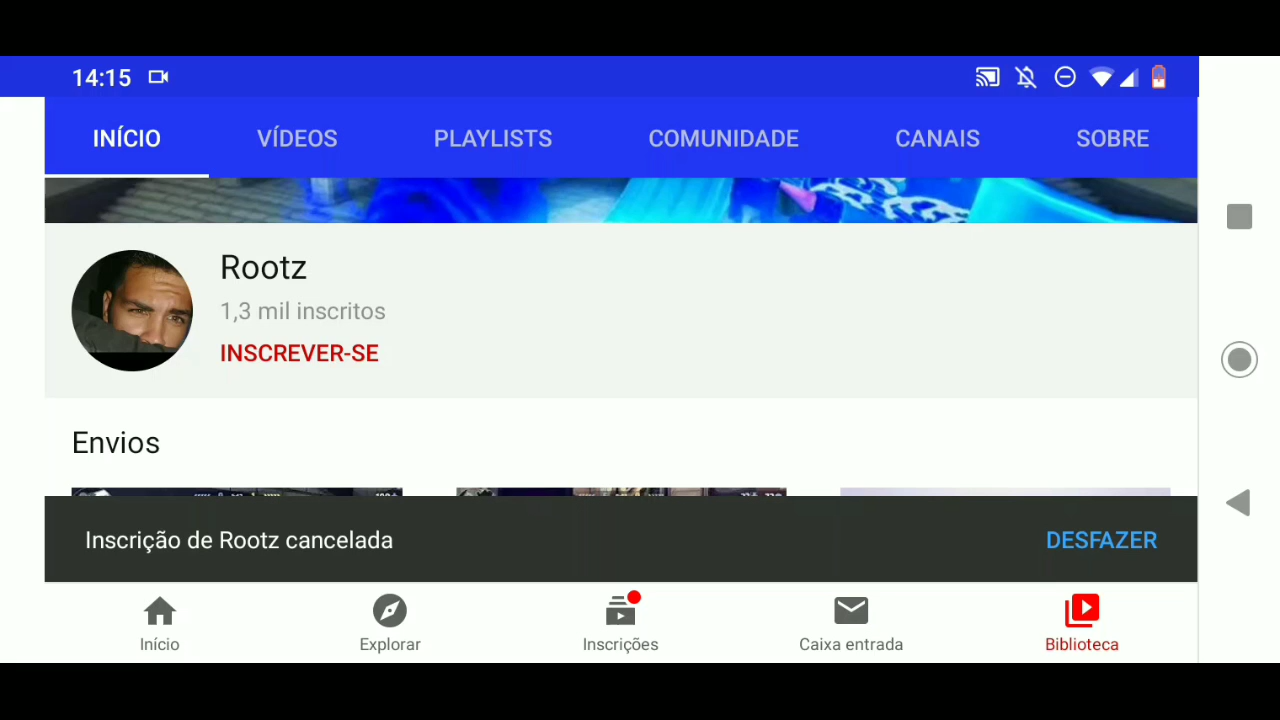 14:15
INÍCIO VÍDEOS PLAYLISTS COMUNIDADE CANAIS SOBRE
Rootz
1,3 mil inscritos
INSCREVER-SE
Envios
Inscrição de Rootz cancelada DESFAZER
Início Explorar Inscrições Caixa entrada Biblioteca